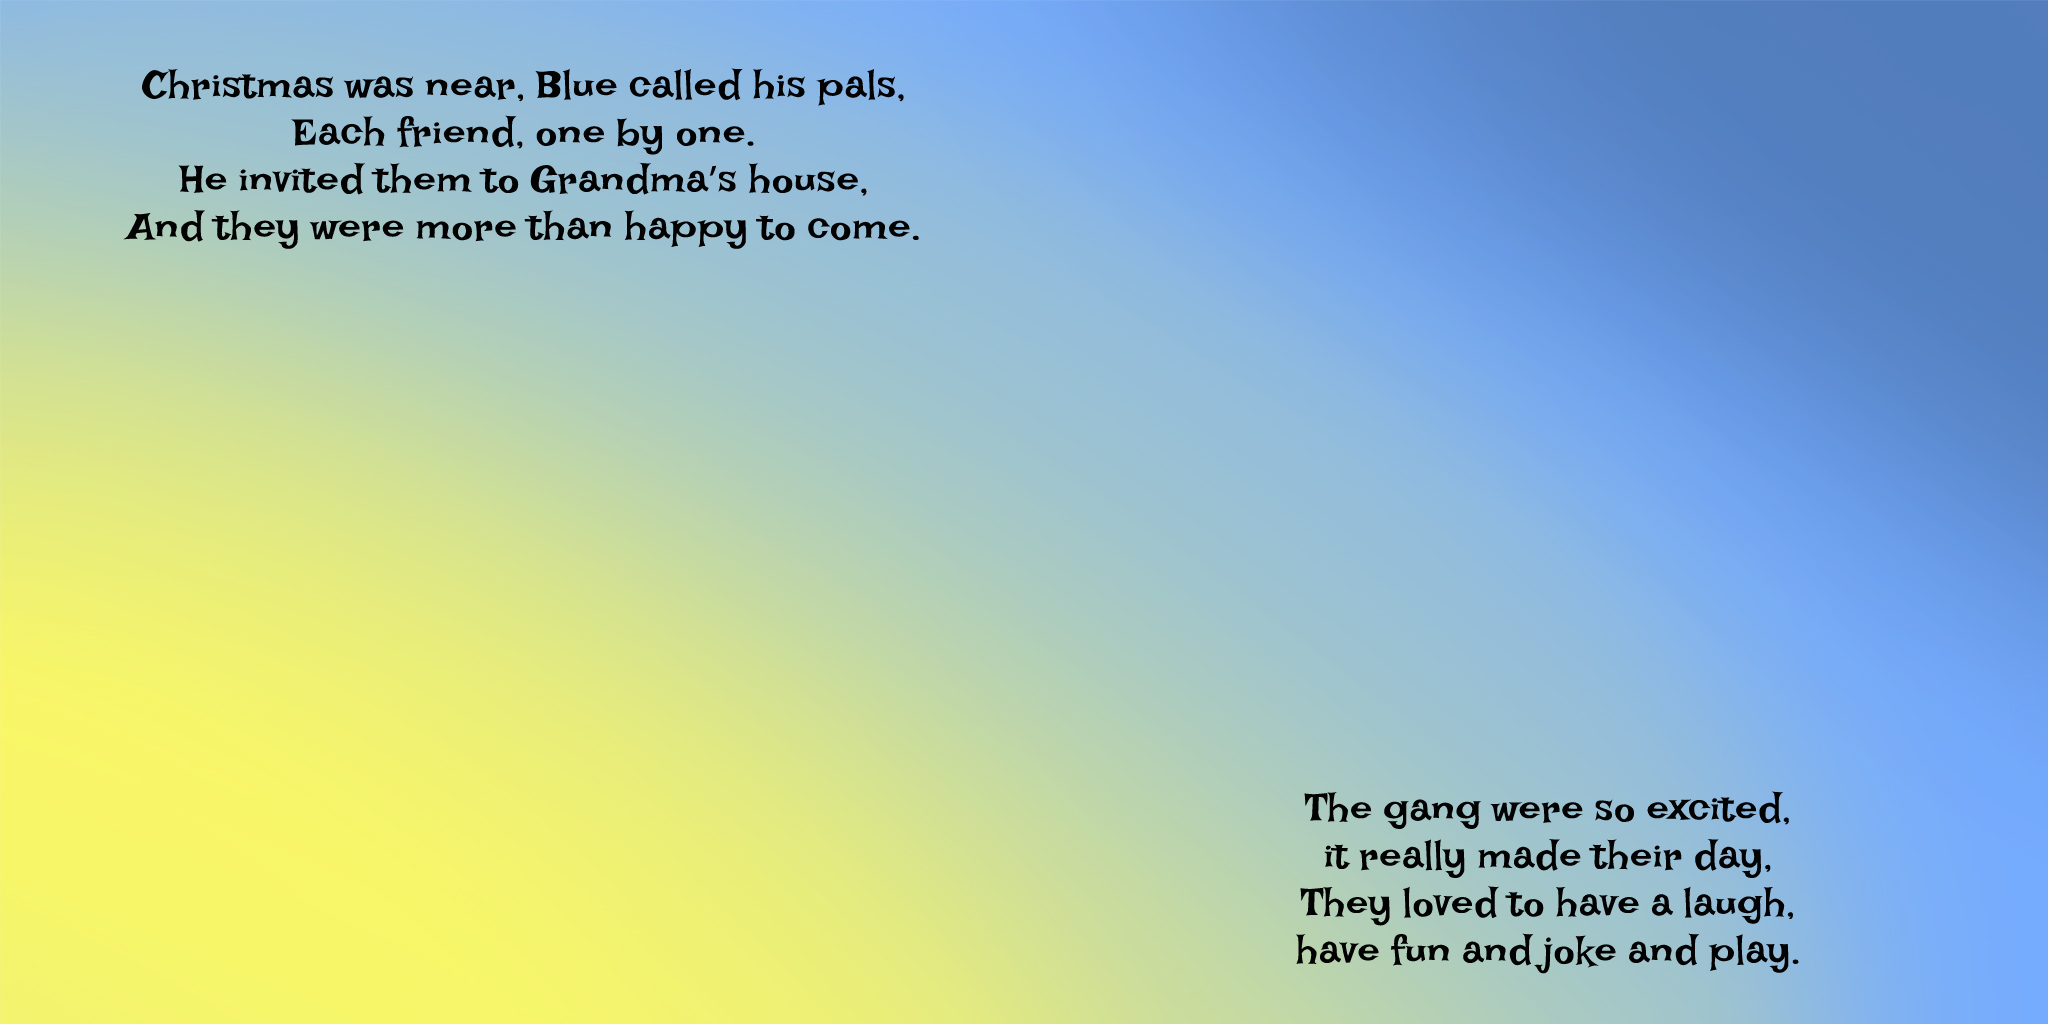 Christmas was near, Blue called his pals,
Each friend, one by one.
He invited them to Grandma's house,
And they were more than happy to come.
The gang were so excited,
it really made their day,
They loved to have a laugh,
have fun and joke and play.